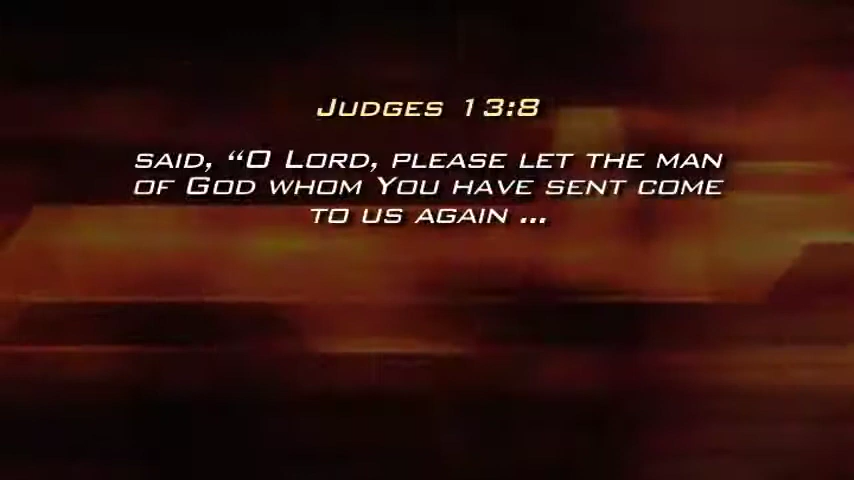 Judges 13:8
said, “O Lord, please let the man
of God whom You have sent come
to us again ...